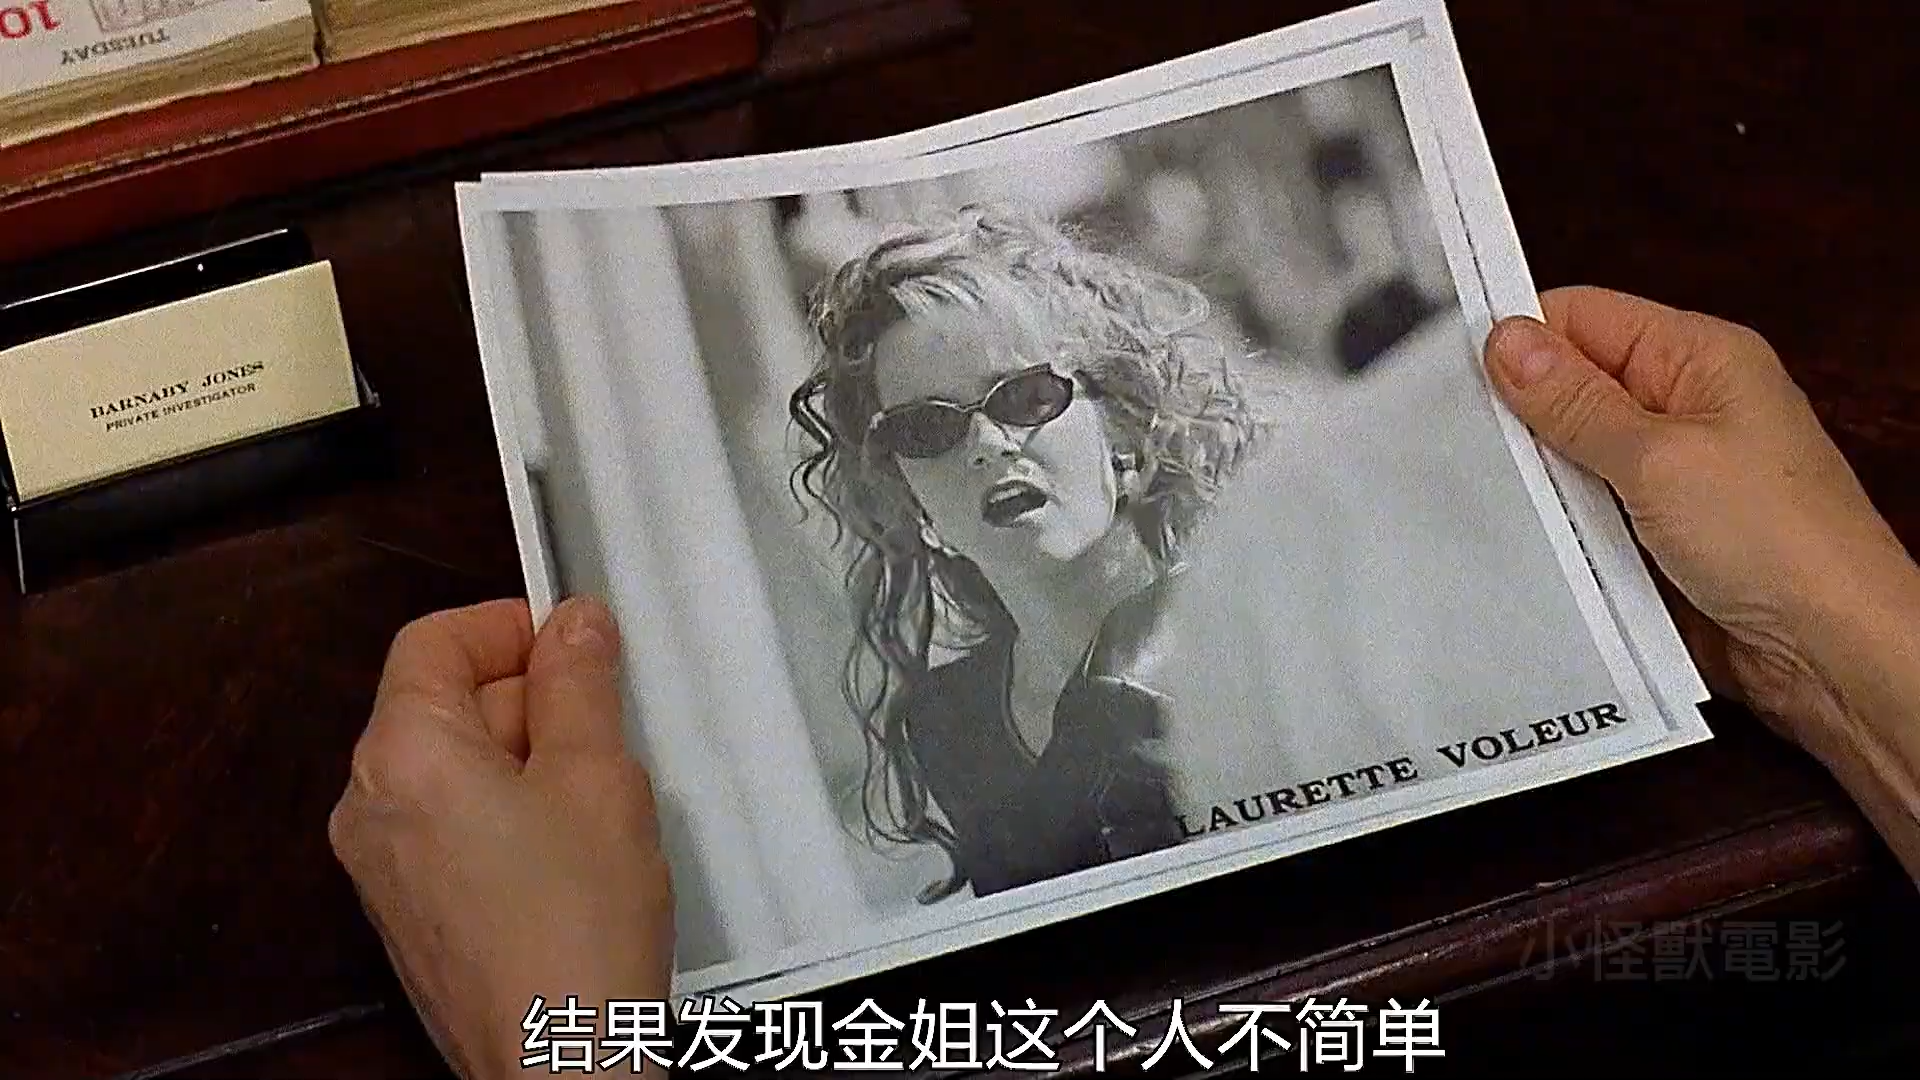 10
TUESDAY
BARNABY JONES
PRIVATE INVESTIGATOR
LAURETTE VOLEUR
小怪獸電影
结果发现金姐这个人不简单